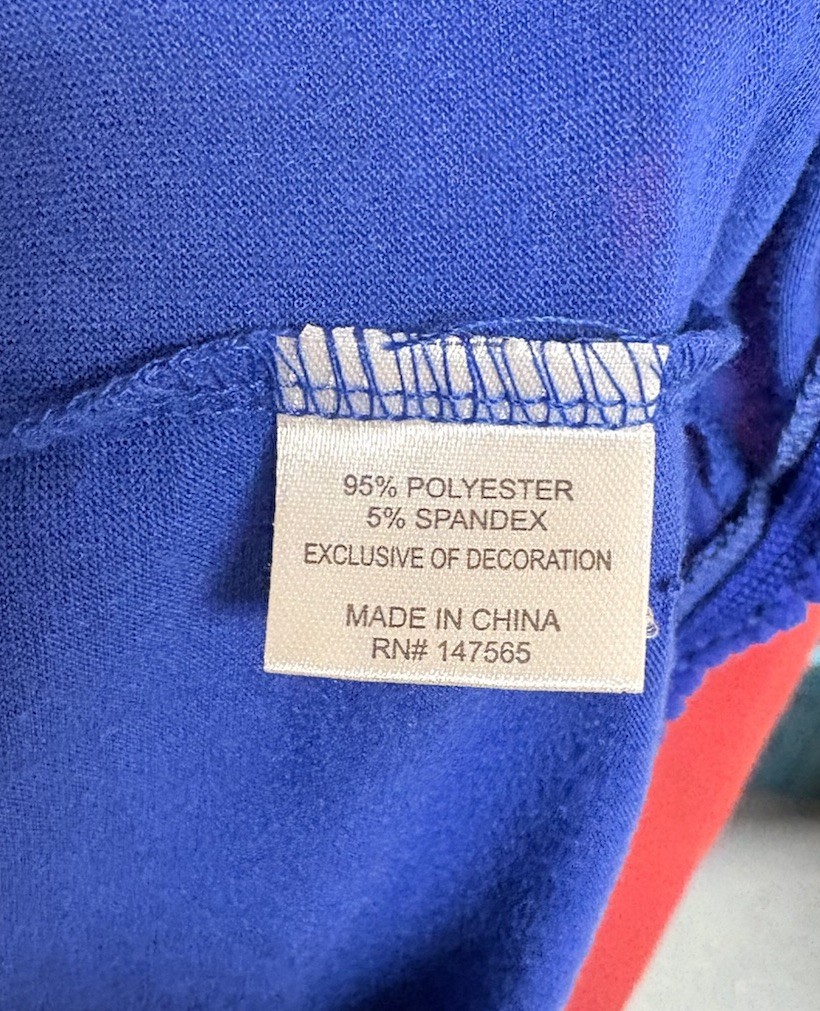 95% POLYESTER
5% SPANDEX
EXCLUSIVE OF DECORATION
MADE IN CHINA
RN# 147565